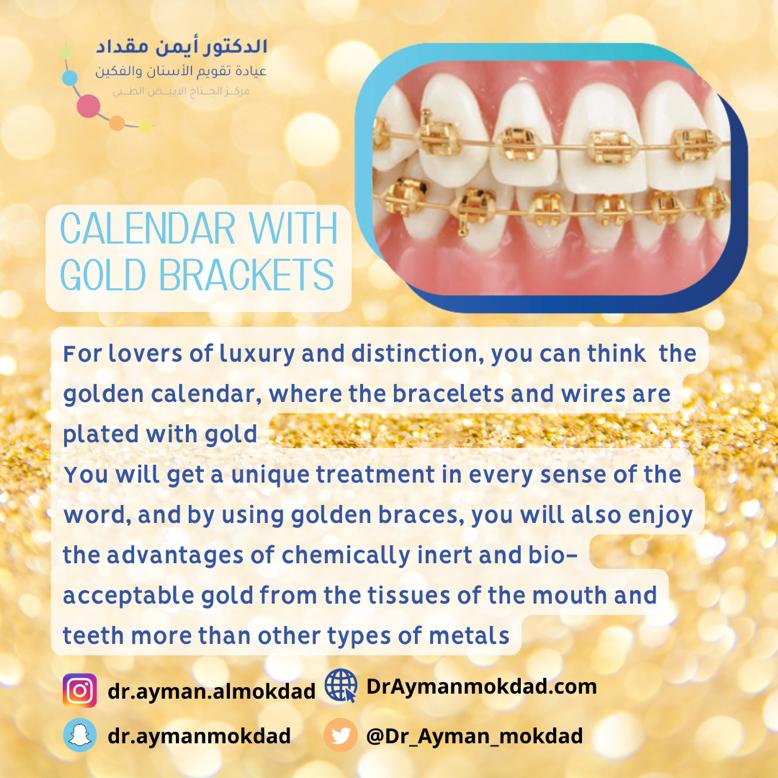 الدكتور أيمن مقداد
عيادة تقويم الأسنان والفكين
مركـز الجـناح الابيـض الطـبي
CALENDAR WITH
GOLD BRACKETS
For lovers of luxury and distinction, you can think  the
golden calendar, where the bracelets and wires are
plated with gold
You will get a unique treatment in every sense of the
word, and by using golden braces, you will also enjoy
the advantages of chemically inert and bio-
acceptable gold from the tissues of the mouth and
teeth more than other types of metals
dr.ayman.almokdad
DrAymanmokdad.com
dr.aymanmokdad
@Dr_Ayman_mokdad